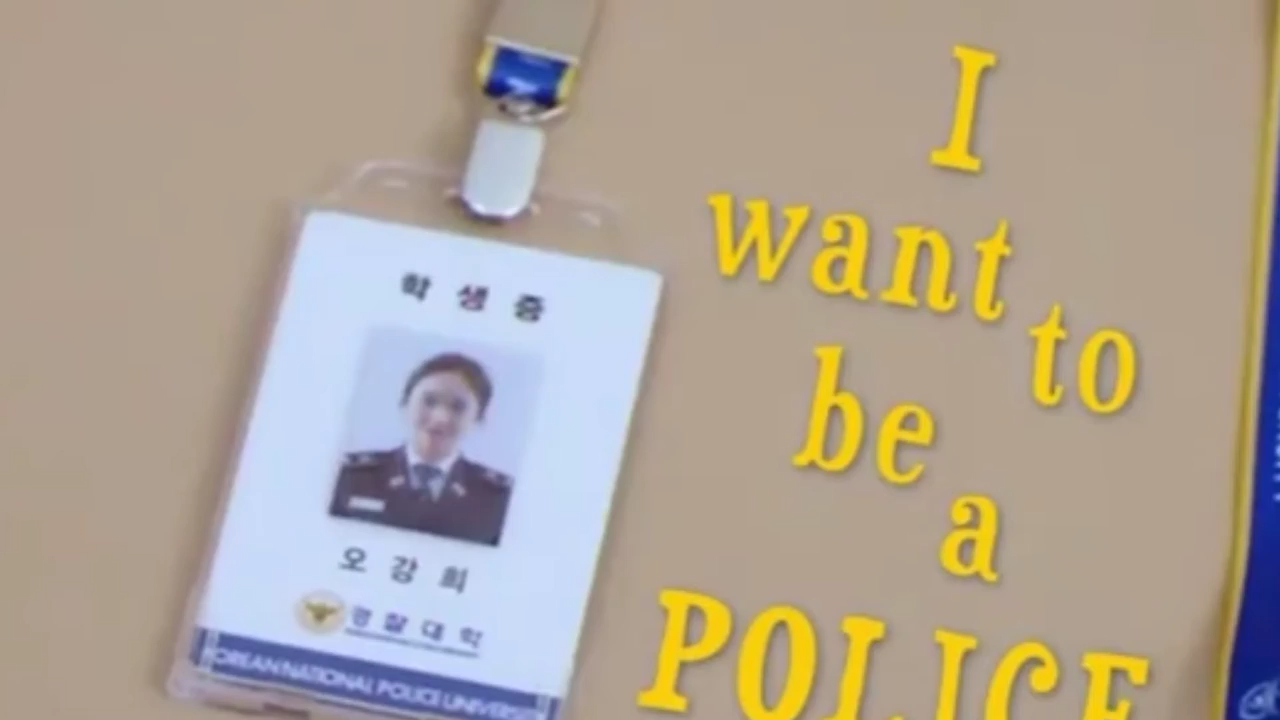 학생증
오강희
경찰대학
KOREAN NATIONAL POLICE UNIVERSITY
I
want to
be
a
POLICE